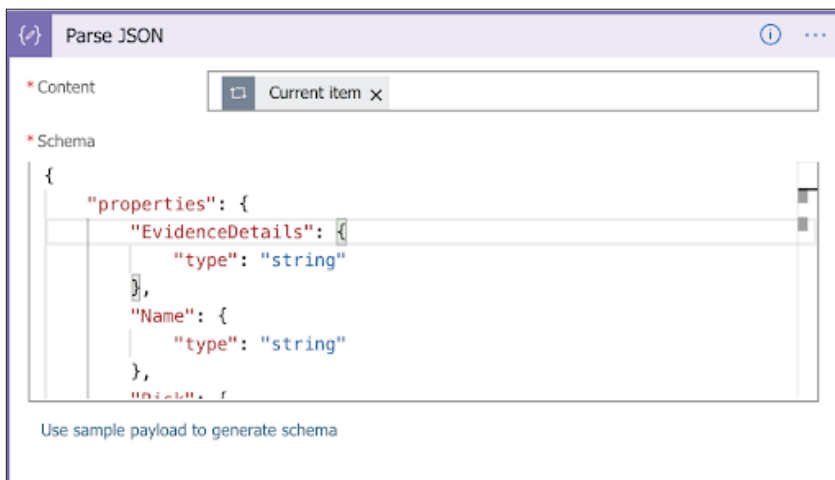 Parse JSON
* Content
Current item ×
* Schema
{
"properties": {
"EvidenceDetails": {
"type": "string"
},
"Name": {
"type": "string"
},
"Risk": {
Use sample payload to generate schema